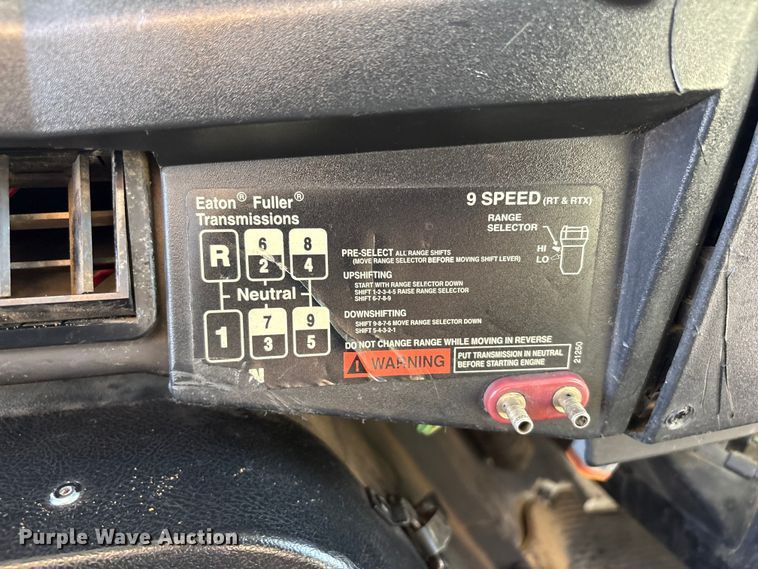 Eaton® Fuller®
Transmissions
9 SPEED (RT & RTX)
RANGE
SELECTOR
HI
LO
R
6
8
2
4
Neutral
1
7
9
3
5
PRE-SELECT ALL RANGE SHIFTS
(MOVE RANGE SELECTOR BEFORE MOVING SHIFT LEVER)
UPSHIFTING
START WITH RANGE SELECTOR DOWN
SHIFT 1-2-3-4-5 RAISE RANGE SELECTOR
SHIFT 6-7-8-9
DOWNSHIFTING
SHIFT 9-8-7-6 MOVE RANGE SELECTOR DOWN
SHIFT 5-4-3-2-1
DO NOT CHANGE RANGE WHILE MOVING IN REVERSE
WARNING
PUT TRANSMISSION IN NEUTRAL
BEFORE STARTING ENGINE
21250
Purple Wave Auction